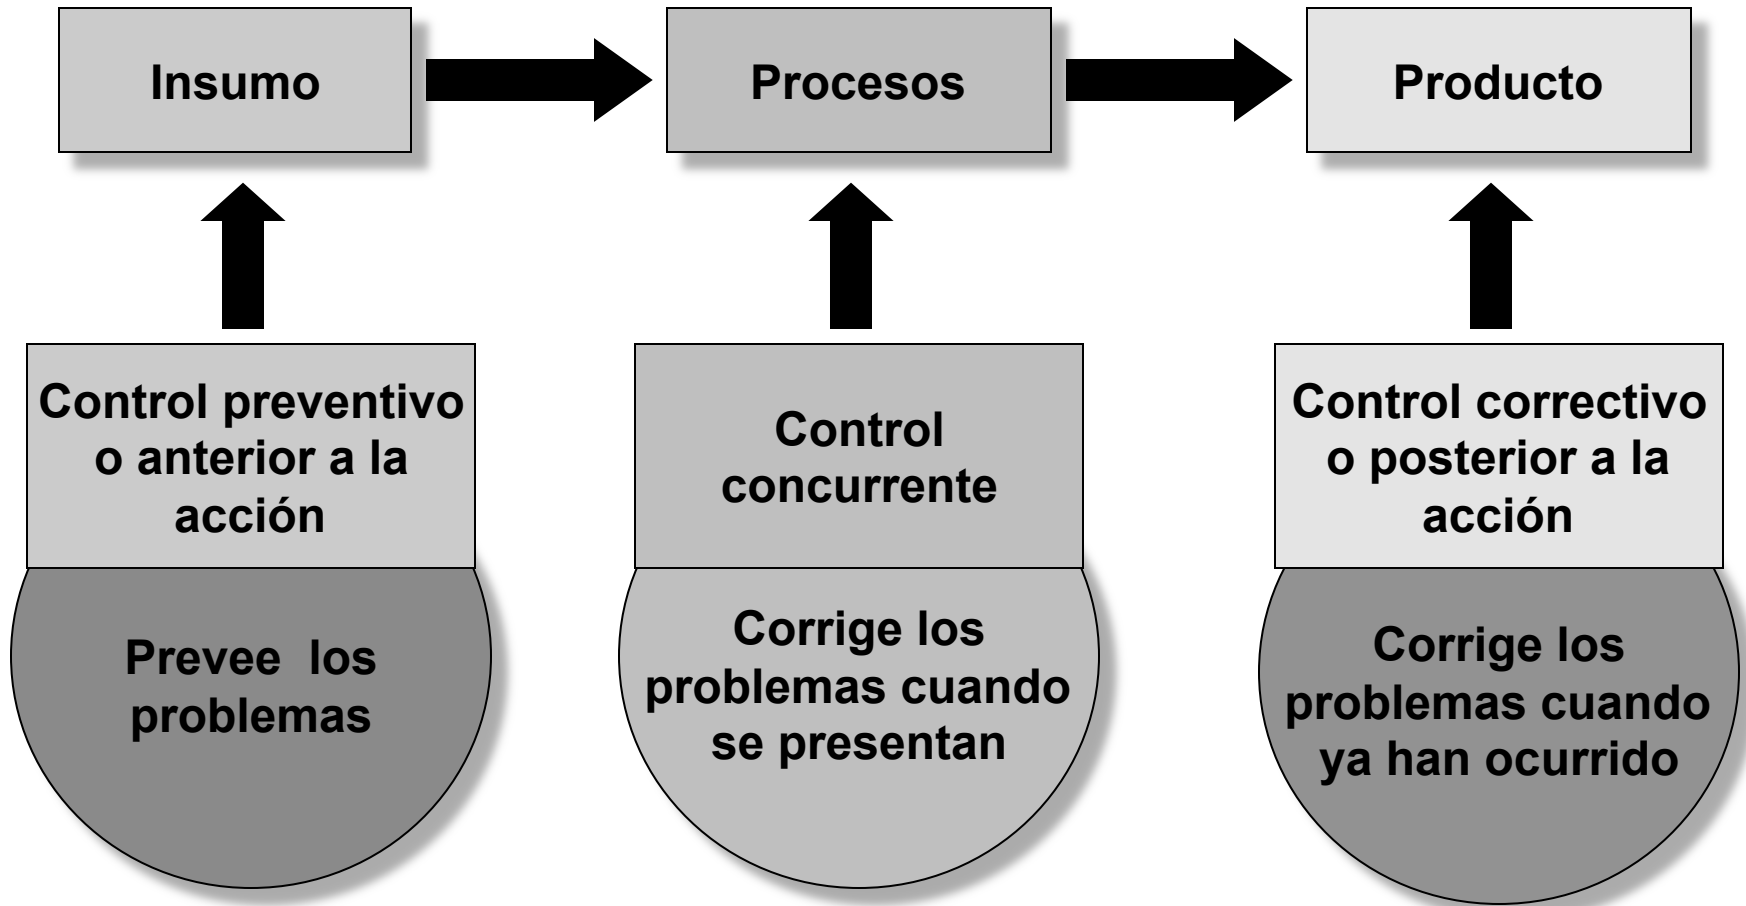 Insumo
Procesos
Producto
Control preventivo
o anterior a la
acción
Prevee  los
problemas
Control
concurrente
Corrige los
problemas cuando
se presentan
Control correctivo
o posterior a la
acción
Corrige los
problemas cuando
ya han ocurrido